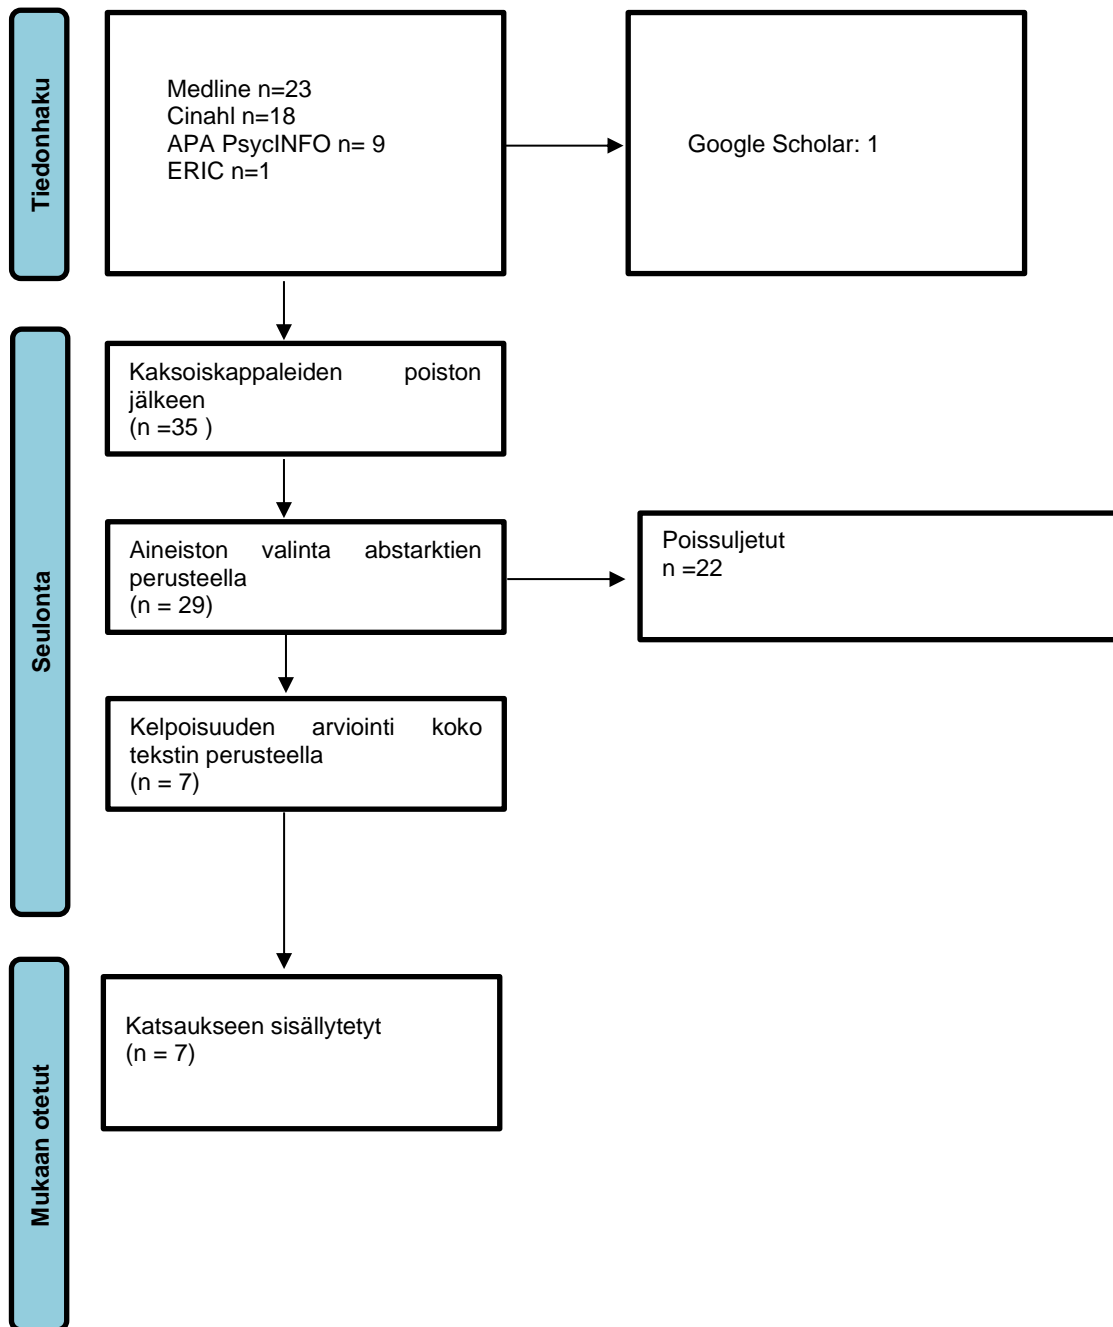 Tiedonhaku
Medline n=23
Cinahl n=18
APA PsycINFO n= 9
ERIC n=1
Google Scholar: 1
Seulonta
Kaksoiskappaleiden poiston
jälkeen
(n =35 )
Aineiston valinta abstarktien
perusteella
(n = 29)
Poissuljetut
n =22
Kelpoisuuden arviointi koko
tekstin perusteella
(n = 7)
Mukaan otetut
Katsaukseen sisällytetyt
(n = 7)